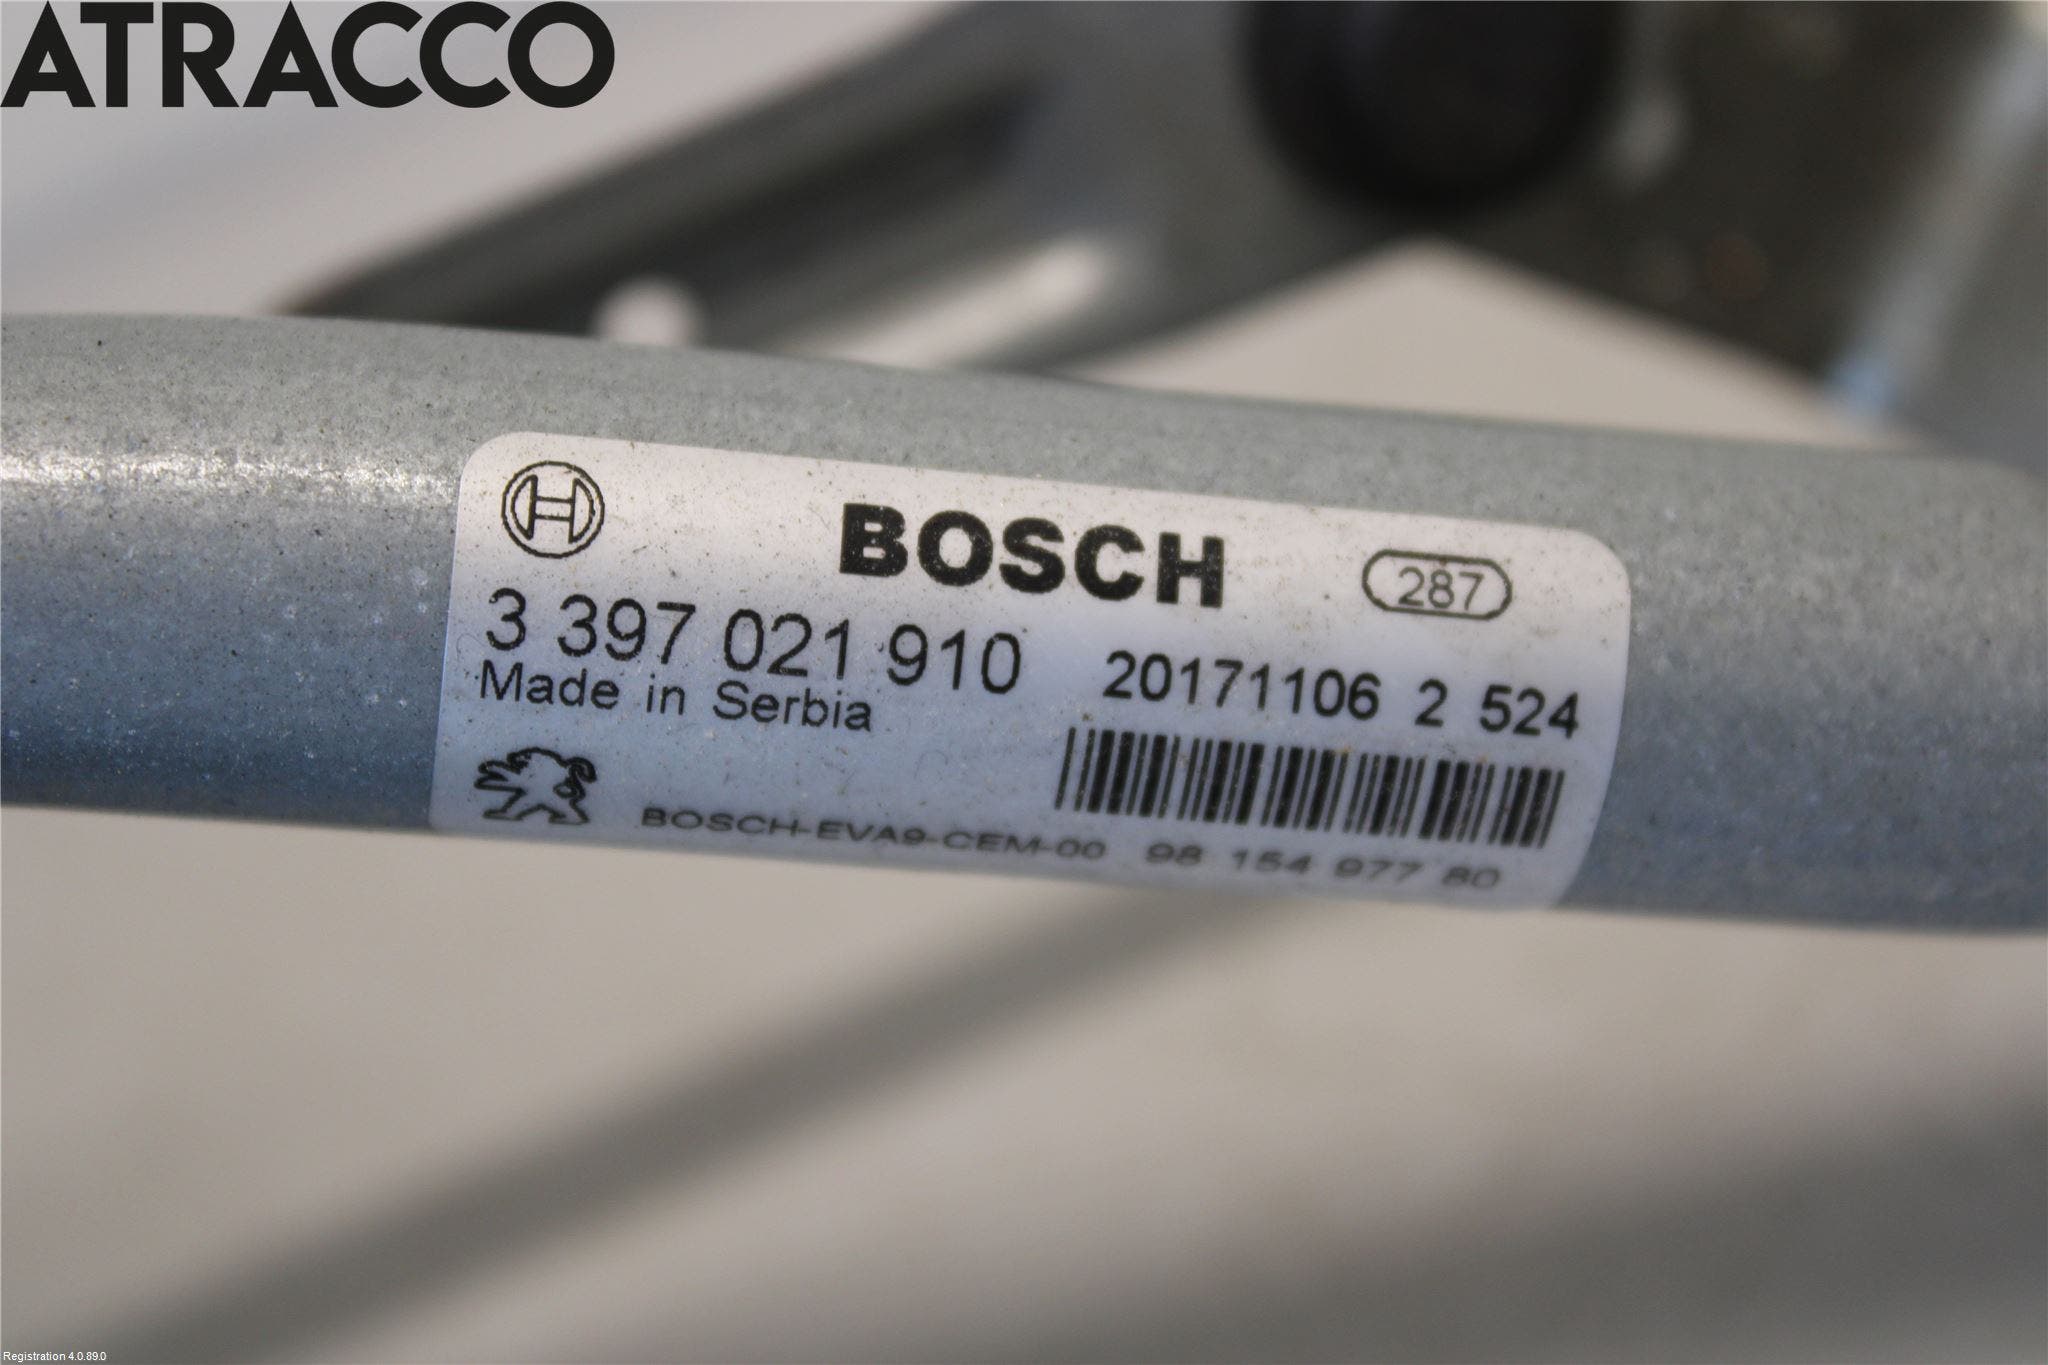 ATRACCO
BOSCH
287
3 397 021 910
20171106 2 524
Made in Serbia
BOSCH-EVA9-CEM-00 98 154 977 80
Registration 4.0.89.0